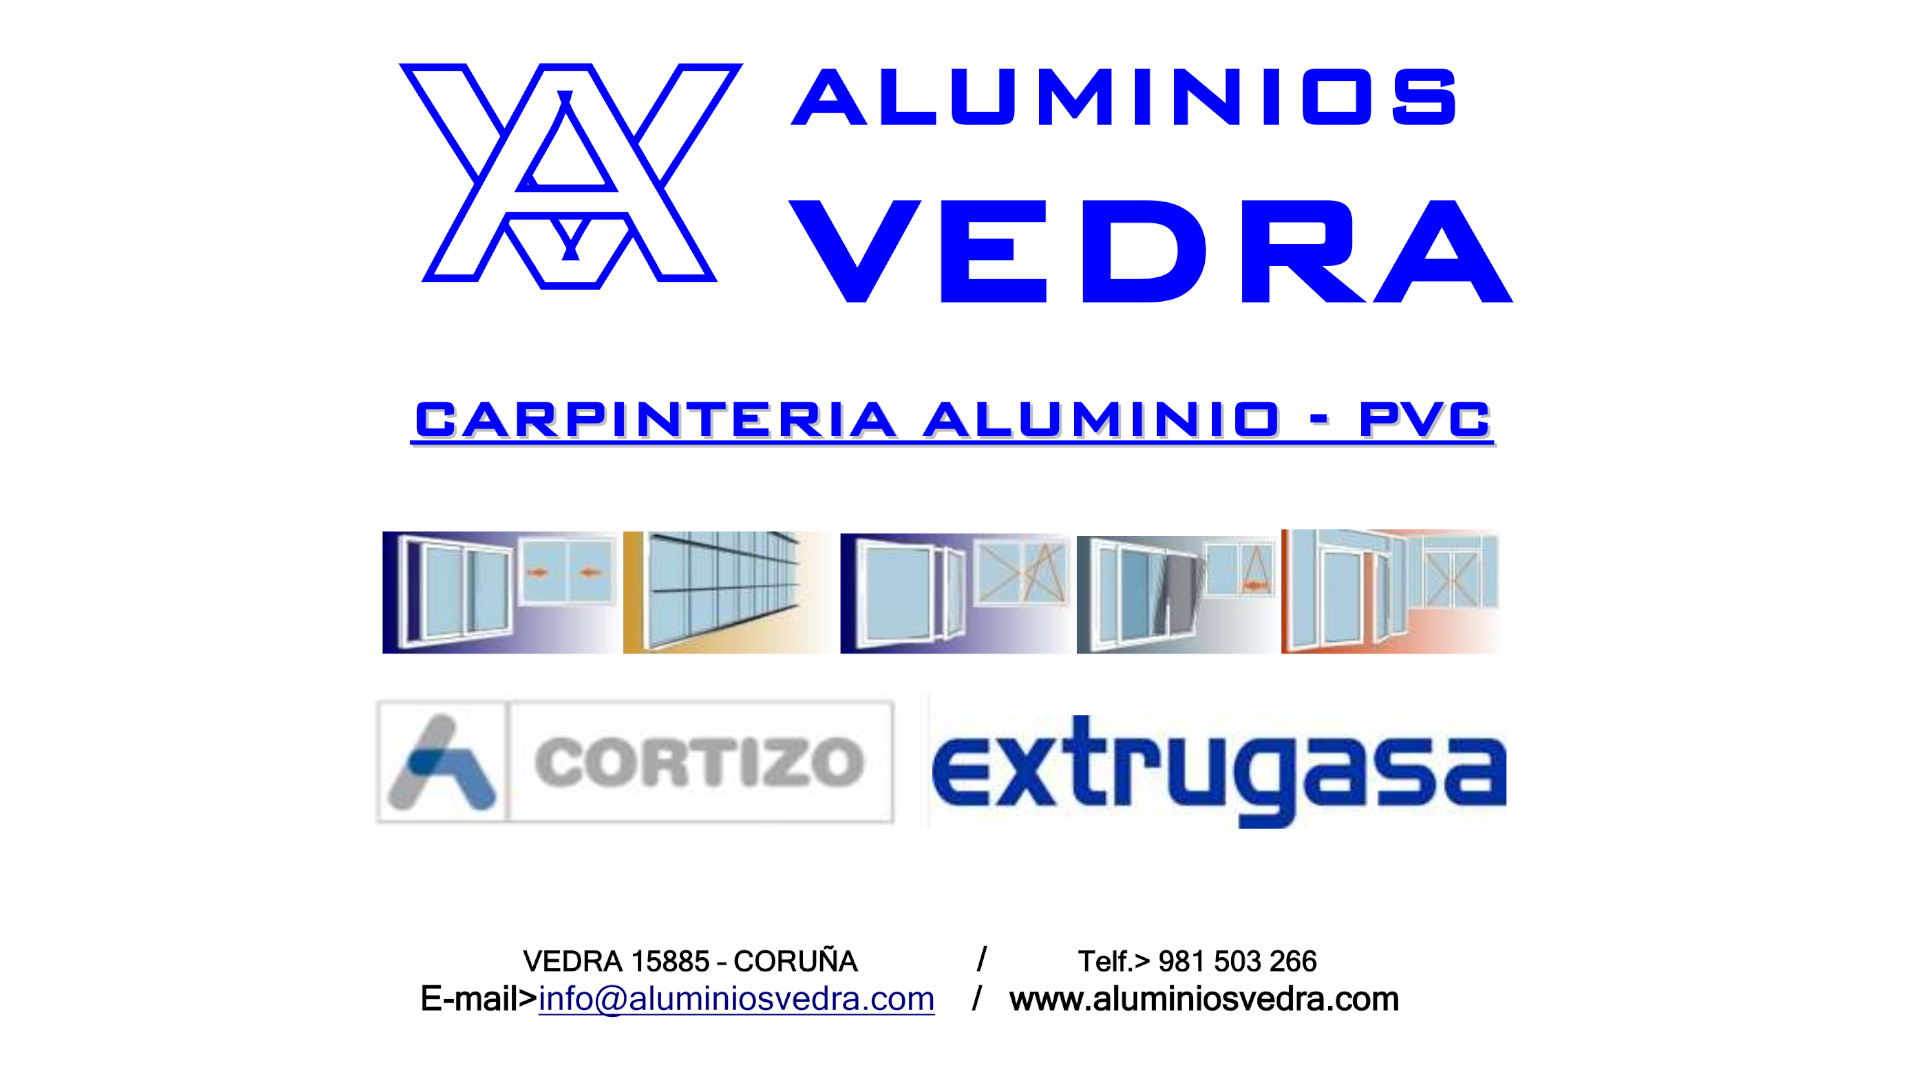 ALUMINIOS
VEDRA
CARPINTERIA ALUMINIO - PVC
CORTIZO
extrugasa
VEDRA 15885 – CORUÑA / Telf.> 981 503 266
E-mail>info@aluminiosvedra.com / www.aluminiosvedra.com